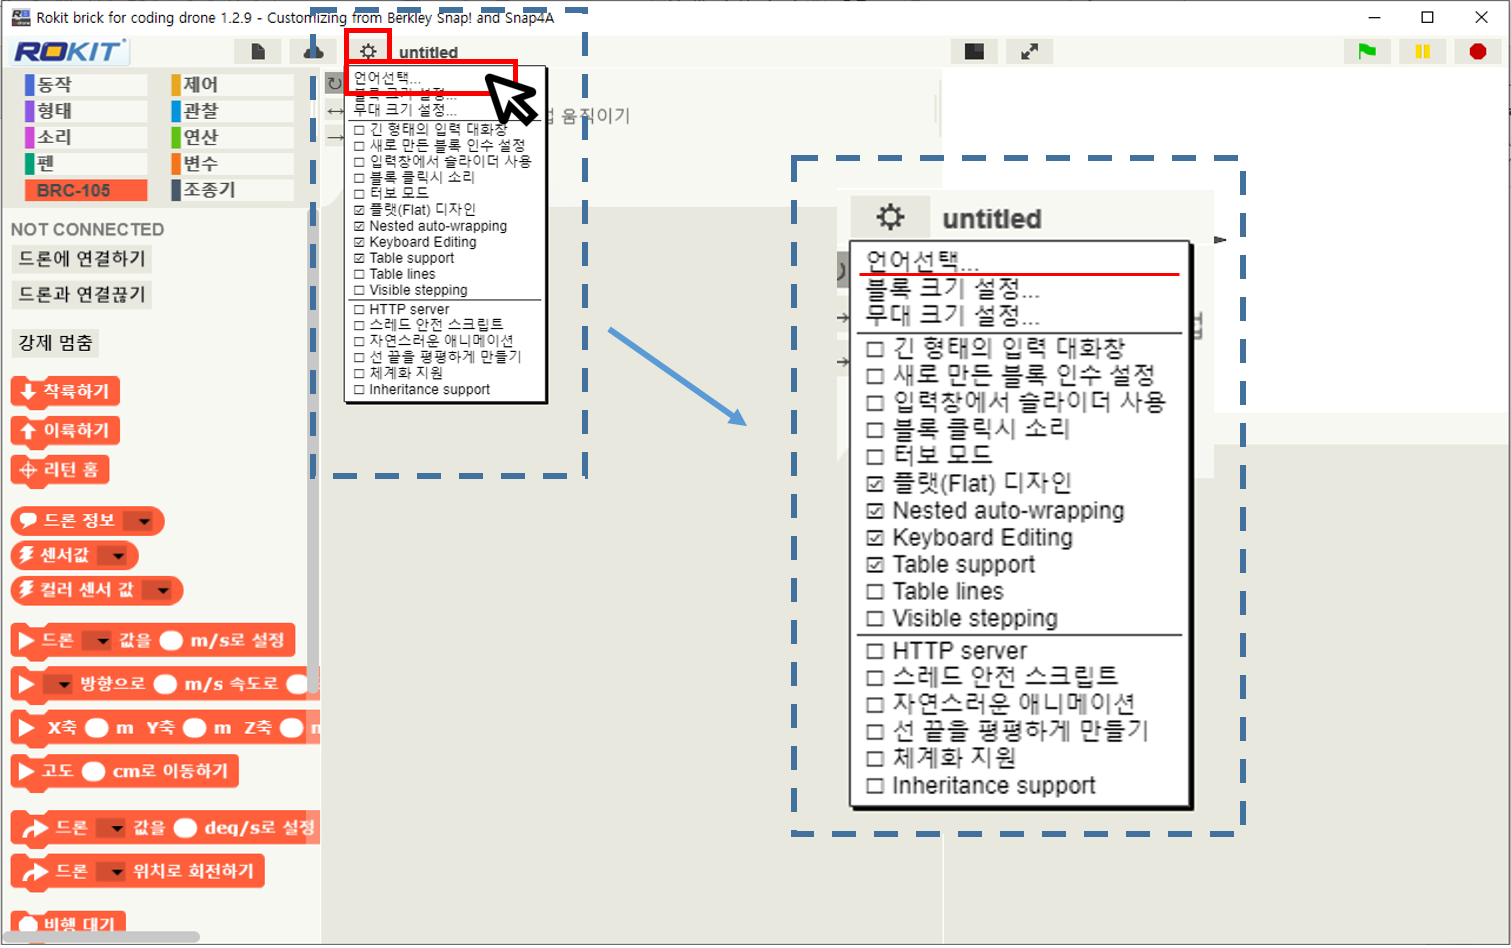 Rokit brick for coding drone 1.2.9 - Customizing from Berkley Snap! and Snap4A
ROKIT
untitled
동작
제어
형태
관찰
소리
연산
펜
변수
BRC-105
조종기
NOT CONNECTED
드론에 연결하기
드론과 연결끊기
강제 멈춤
착륙하기
이륙하기
리턴 홈
드론 정보
센서값
컬러 센서 값
드론 값을 m/s로 설정
방향으로 m/s 속도로
X축 m Y축 m Z축
고도 cm로 이동하기
드론 값을 deq/s로 설정
드론 위치로 회전하기
비행 대기
언어선택...
블록 크기 설정...
무대 크기 설정...
긴 형태의 입력 대화창
새로 만든 블록 인수 설정
입력창에서 슬라이더 사용
블록 클릭시 소리
터보 모드
플랫(Flat) 디자인
Nested auto-wrapping
Keyboard Editing
Table support
Table lines
Visible stepping
HTTP server
스레드 안전 스크립트
자연스러운 애니메이션
선 끝을 평평하게 만들기
체계화 지원
Inheritance support
움직이기
untitled
언어선택...
블록 크기 설정...
무대 크기 설정...
긴 형태의 입력 대화창
새로 만든 블록 인수 설정
입력창에서 슬라이더 사용
블록 클릭시 소리
터보 모드
플랫(Flat) 디자인
Nested auto-wrapping
Keyboard Editing
Table support
Table lines
Visible stepping
HTTP server
스레드 안전 스크립트
자연스러운 애니메이션
선 끝을 평평하게 만들기
체계화 지원
Inheritance support